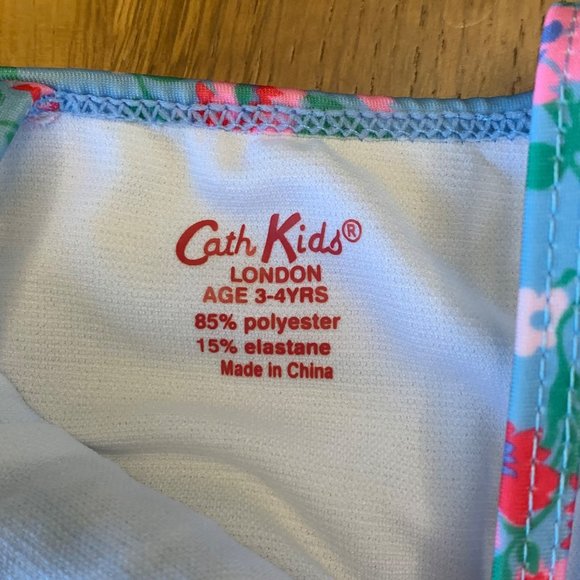 Cath Kids®
LONDON
AGE 3-4YRS
85% polyester
15% elastane
Made in China